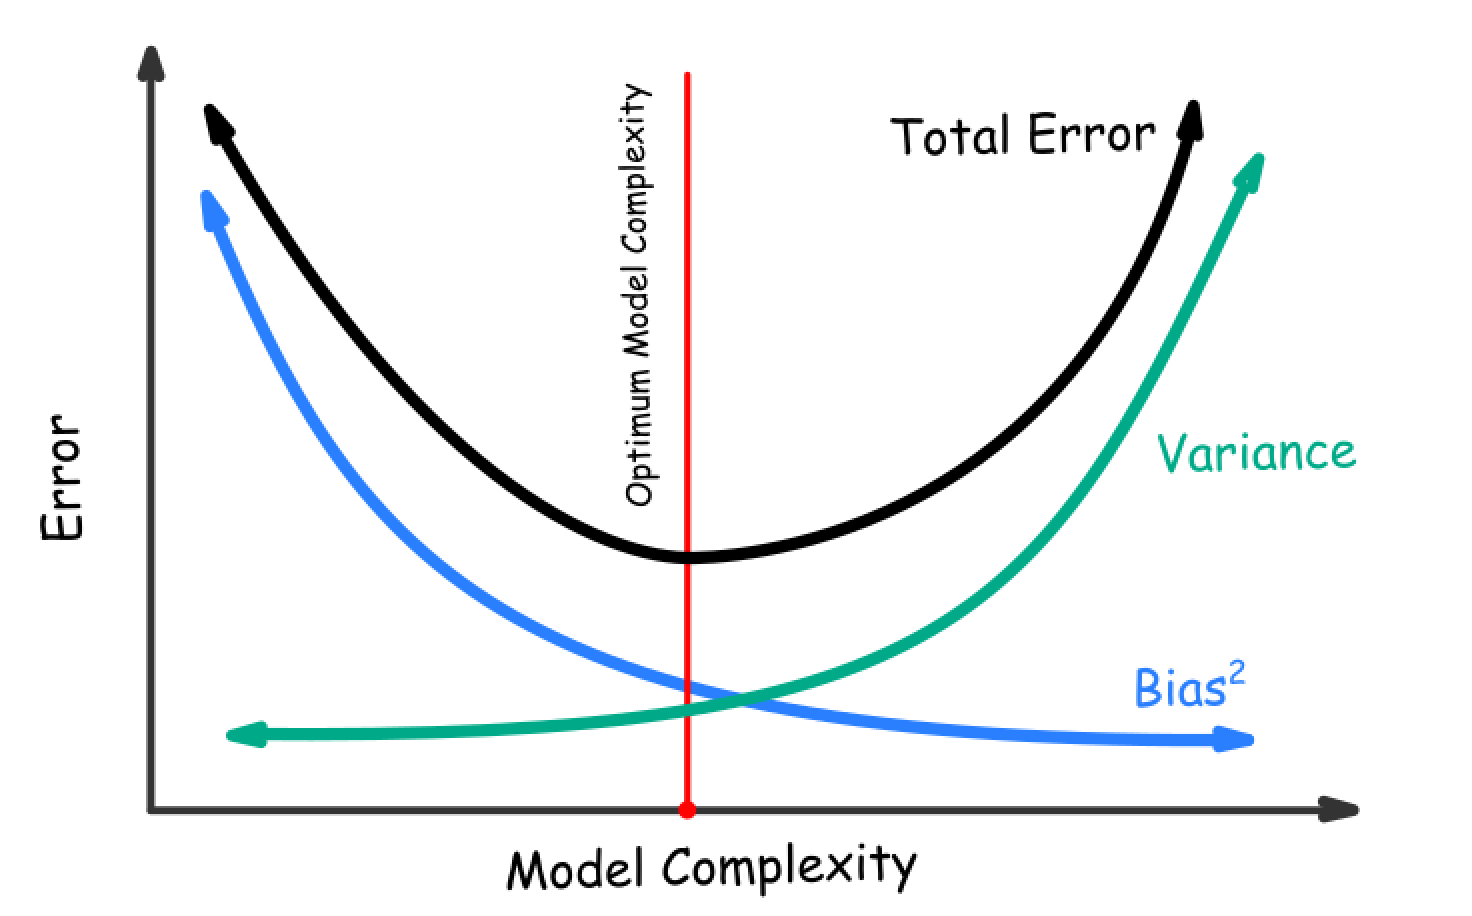 Optimum Model Complexity
Total Error
Error
Variance
Bias²
Model Complexity